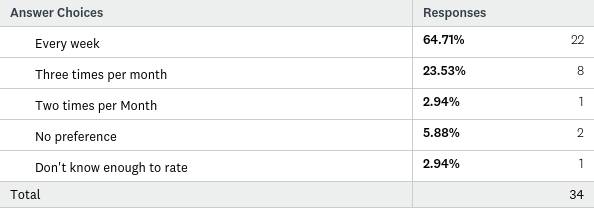 Answer Choices Responses
Every week 64.71% 22
Three times per month 23.53% 8
Two times per Month 2.94% 1
No preference 5.88% 2
Don't know enough to rate 2.94% 1
Total 34